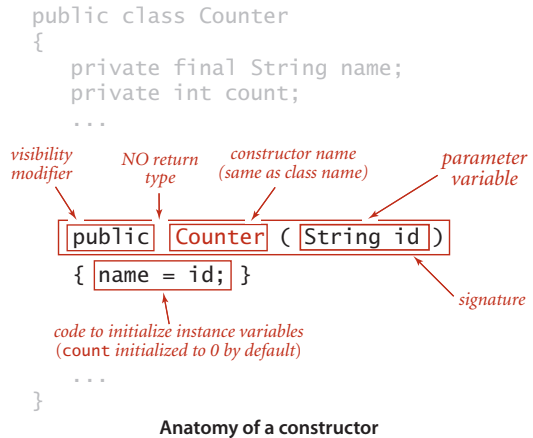 public class Counter
{
private final String name;
private int count;
...
visibility
modifier
NO return
type
constructor name
(same as class name)
parameter
variable
public Counter ( String id )
{ name = id; }
signature
code to initialize instance variables
(count initialized to 0 by default)
...
}
Anatomy of a constructor